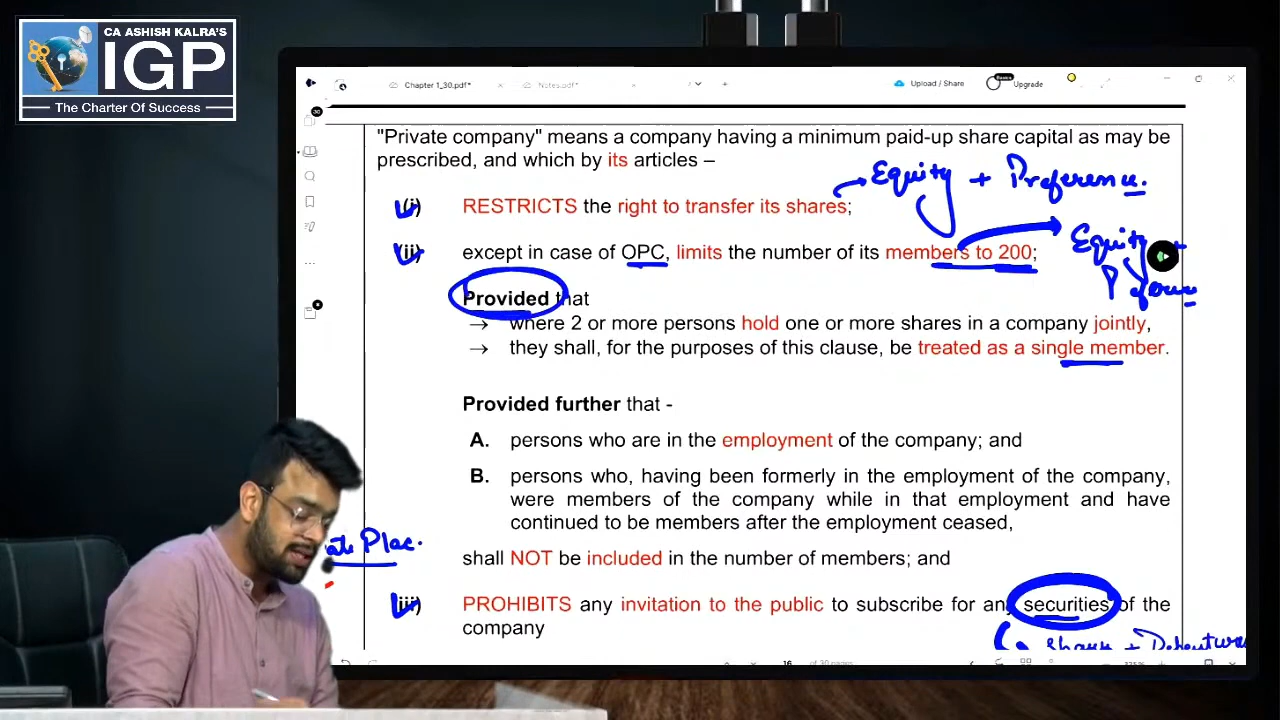 CA ASHISH KALRA'S
IGP
The Charter Of Success
Chapter 1_30.pdf*
Notes.pdf*
Upload / Share
Basics
Upgrade
30
"Private company" means a company having a minimum paid-up share capital as may be
prescribed, and which by its articles –
Equity + Preference.
(i) RESTRICTS the right to transfer its shares;
(ii) except in case of OPC, limits the number of its members to 200;
Equity +
Provided that
→ where 2 or more persons hold one or more shares in a company jointly,
→ they shall, for the purposes of this clause, be treated as a single member.
Provided further that -
A. persons who are in the employment of the company; and
B. persons who, having been formerly in the employment of the company,
were members of the company while in that employment and have
continued to be members after the employment ceased,
Plac.
shall NOT be included in the number of members; and
(iii) PROHIBITS any invitation to the public to subscribe for any securities of the
company
Shares + Debentures
16 of 30 pages